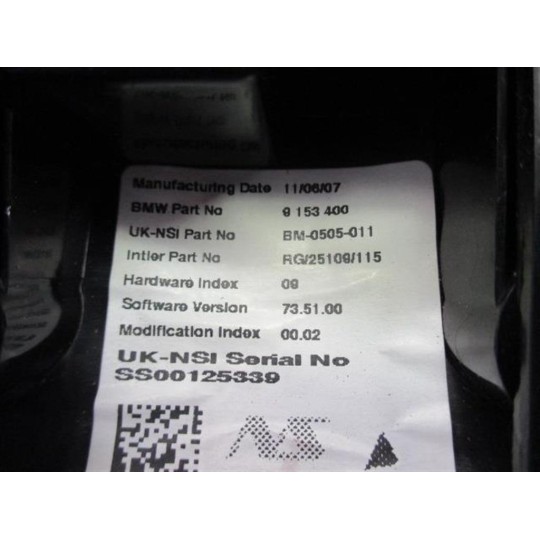 Manufacturing Date 11/06/07
BMW Part No 9 153 400
UK-NSI Part No BM-0505-011
Intier Part No RG/25109/115
Hardware Index 09
Software Version 73.51.00
Modification Index 00.02
UK-NSI Serial No
SS00125339
NS